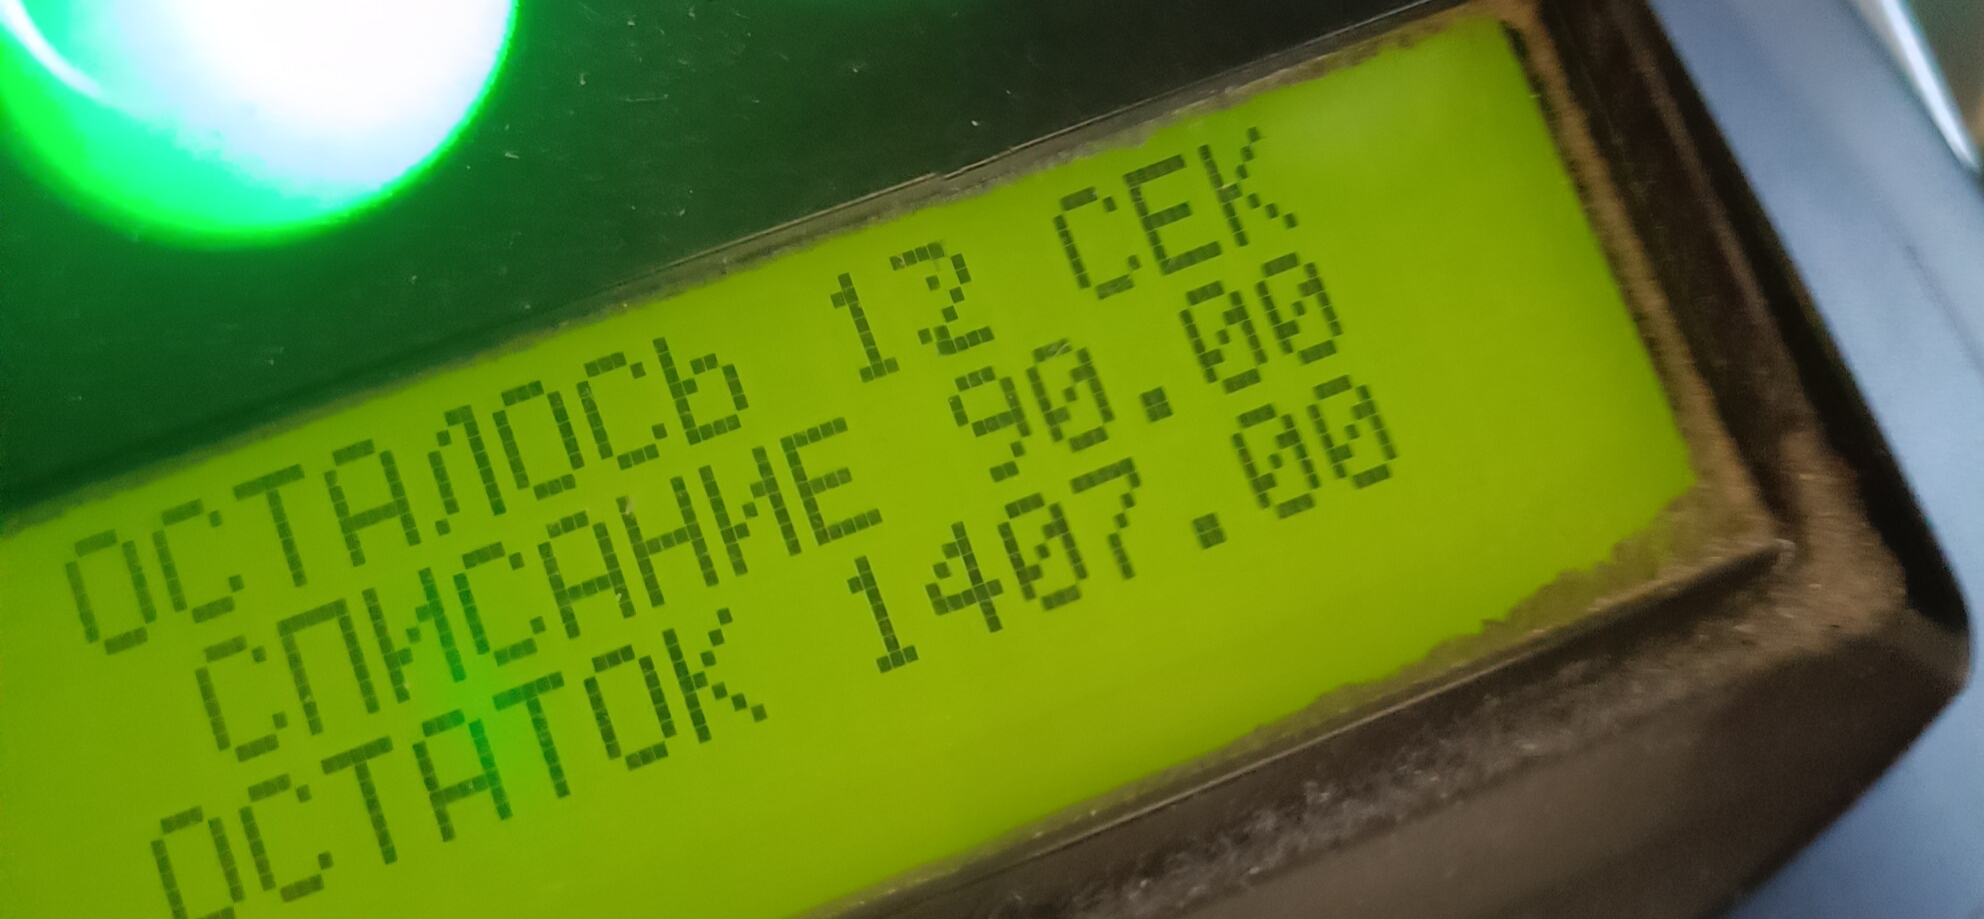 ОСТАЛОСЬ 12 СЕК
СПИСАНИЕ 90.00
ОСТАТОК 1407.00